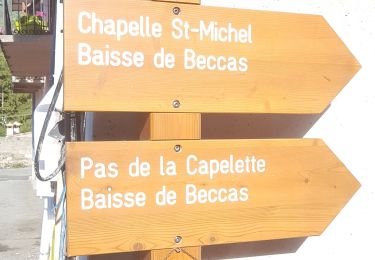 Chapelle St-Michel
Baisse de Beccas
Pas de la Capelette
Baisse de Beccas